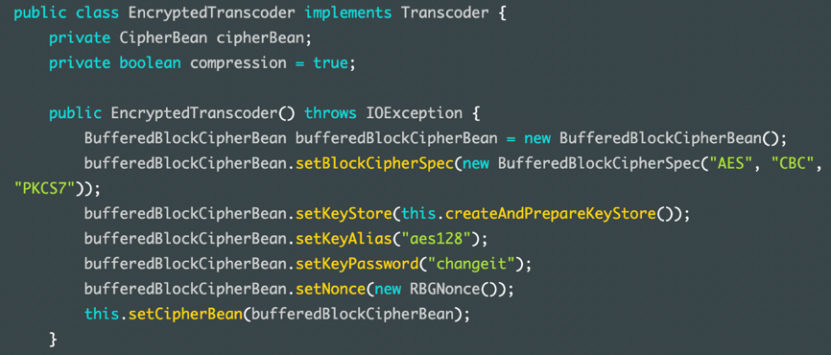 public class EncryptedTranscoder implements Transcoder {
    private CipherBean cipherBean;
    private boolean compression = true;

    public EncryptedTranscoder() throws IOException {
        BufferedBlockCipherBean bufferedBlockCipherBean = new BufferedBlockCipherBean();
        bufferedBlockCipherBean.setBlockCipherSpec(new BufferedBlockCipherSpec("AES", "CBC",
"PKCS7"));
        bufferedBlockCipherBean.setKeyStore(this.createAndPrepareKeyStore());
        bufferedBlockCipherBean.setKeyAlias("aes128");
        bufferedBlockCipherBean.setKeyPassword("changeit");
        bufferedBlockCipherBean.setNonce(new RBGNonce());
        this.setCipherBean(bufferedBlockCipherBean);
    }